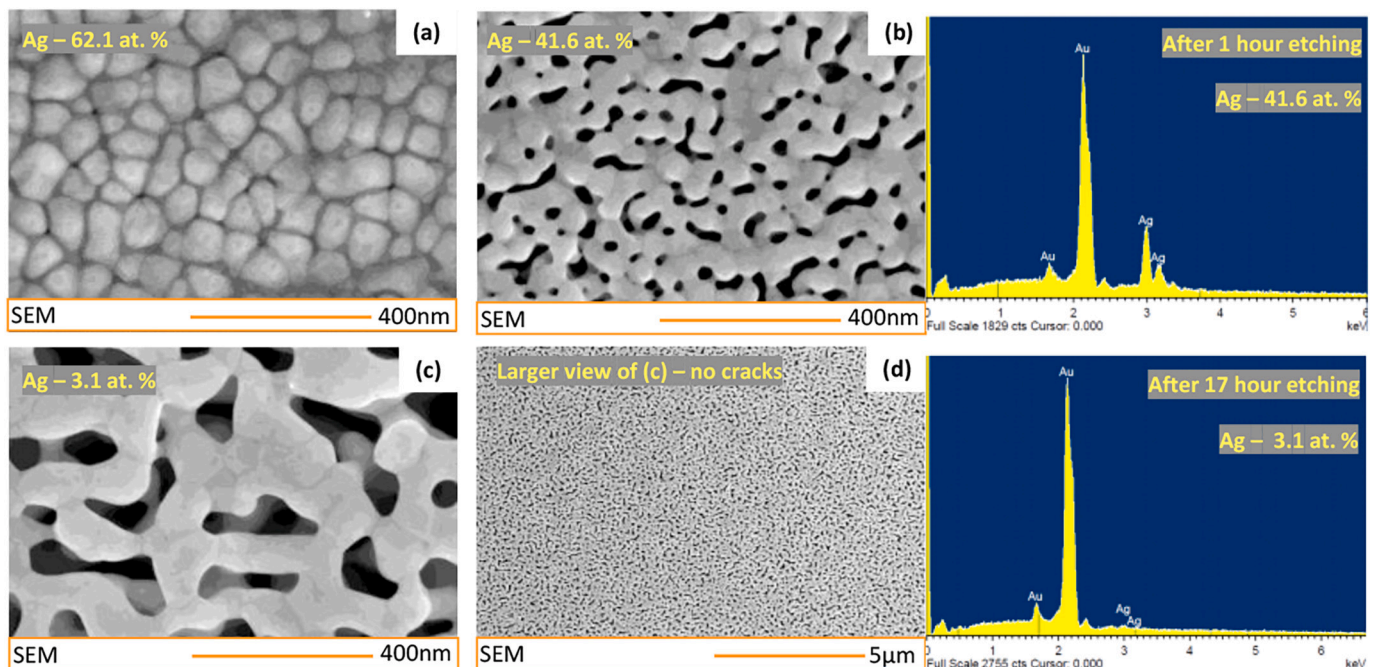 Ag – 62.1 at. %
(a)
SEM
400nm
Ag – 41.6 at. %
(b)
SEM
400nm
After 1 hour etching
Ag – 41.6 at. %
Au
Au
Ag
Ag
0 1 2 3 4 5 6
Full Scale 1829 cts Cursor: 0.000
keV
Ag – 3.1 at. %
(c)
SEM
400nm
Larger view of (c) – no cracks
(d)
SEM
5µm
After 17 hour etching
Ag – 3.1 at. %
Au
Au
Ag
Ag
0 1 2 3 4 5 6
Full Scale 2755 cts Cursor: 0.000
keV